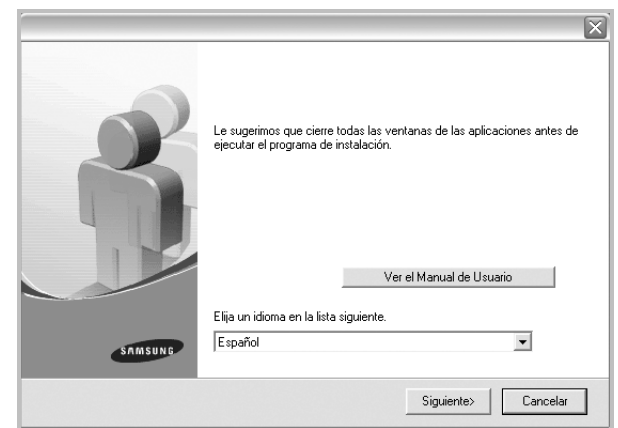 Le sugerimos que cierre todas las ventanas de las aplicaciones antes de
ejecutar el programa de instalación.
Ver el Manual de Usuario
Elija un idioma en la lista siguiente.
Español
SAMSUNG
Siguiente>
Cancelar